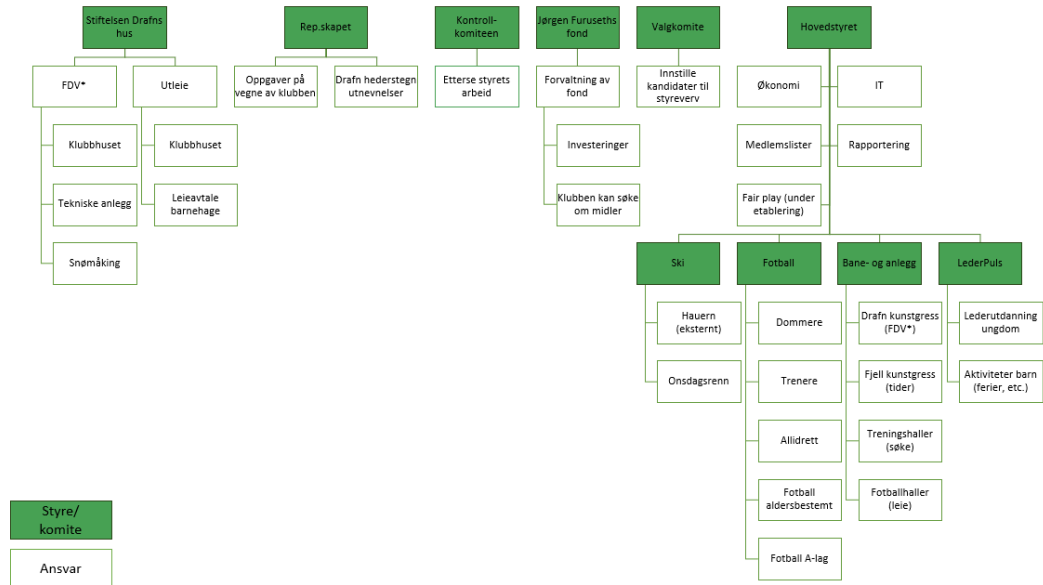 Stiftelsen Drafns
hus
Rep.skapet
Kontroll-
komiteen
Jørgen Furuseths
fond
Valgkomite
Hovedstyret
FDV*
Utleie
Oppgaver på
vegne av klubben
Drafn hederstegn
utnevnelser
Etterse styrets
arbeid
Forvaltning av
fond
Innstille
kandidater til
styreverv
Økonomi
IT
Klubbhuset
Klubbhuset
Investeringer
Medlemslister
Rapportering
Tekniske anlegg
Leieavtale
barnehage
Klubben kan søke
om midler
Fair play (under
etablering)
Snømåking
Ski
Fotball
Bane- og anlegg
LederPuls
Hauern
(eksternt)
Dommere
Drafn kunstgress
(FDV*)
Lederutdanning
ungdom
Onsdagsrenn
Trenere
Fjell kunstgress
(tider)
Aktiviteter barn
(ferier, etc.)
Allidrett
Treningshaller
(søke)
Fotball
aldersbestemt
Fotballhaller
(leie)
Fotball A-lag
Styre/
komite
Ansvar